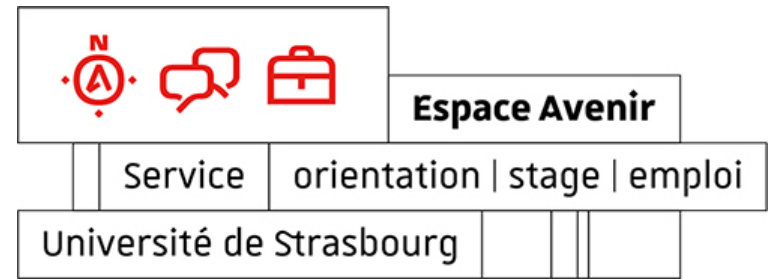 N
Espace Avenir
Service orientation | stage | emploi
Université de Strasbourg